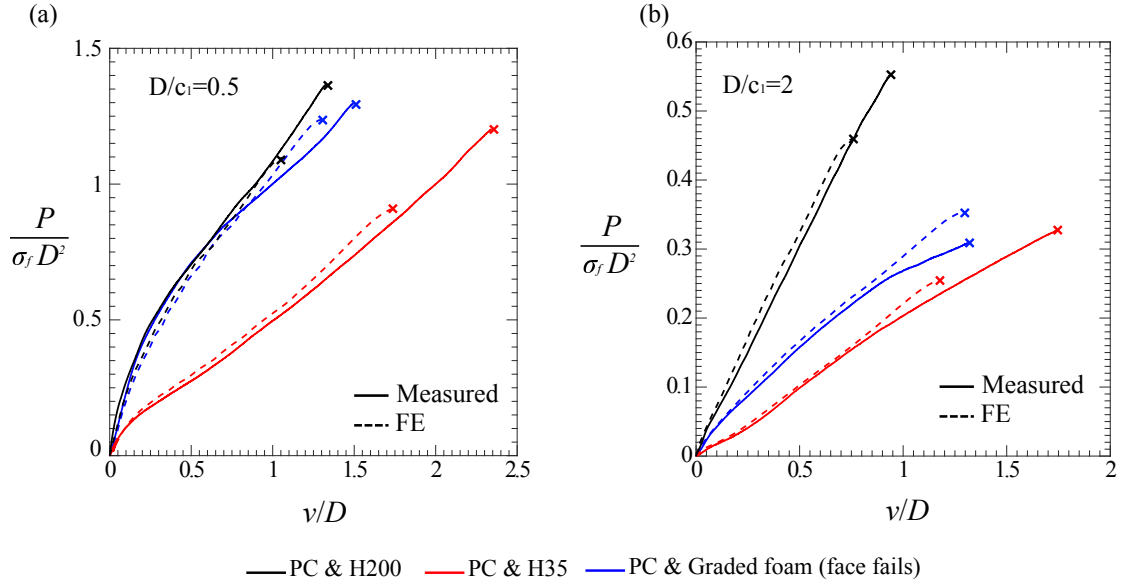 (a)
1.5
1
0.5
0
D/c₁=0.5
P
σf D²
Measured
FE
0 0.5 1 1.5 2 2.5
v/D
(b)
0.6
0.5
0.4
0.3
0.2
0.1
0
D/c₁=2
P
σf D²
Measured
FE
0 0.5 1 1.5 2
v/D
PC & H200 PC & H35 PC & Graded foam (face fails)